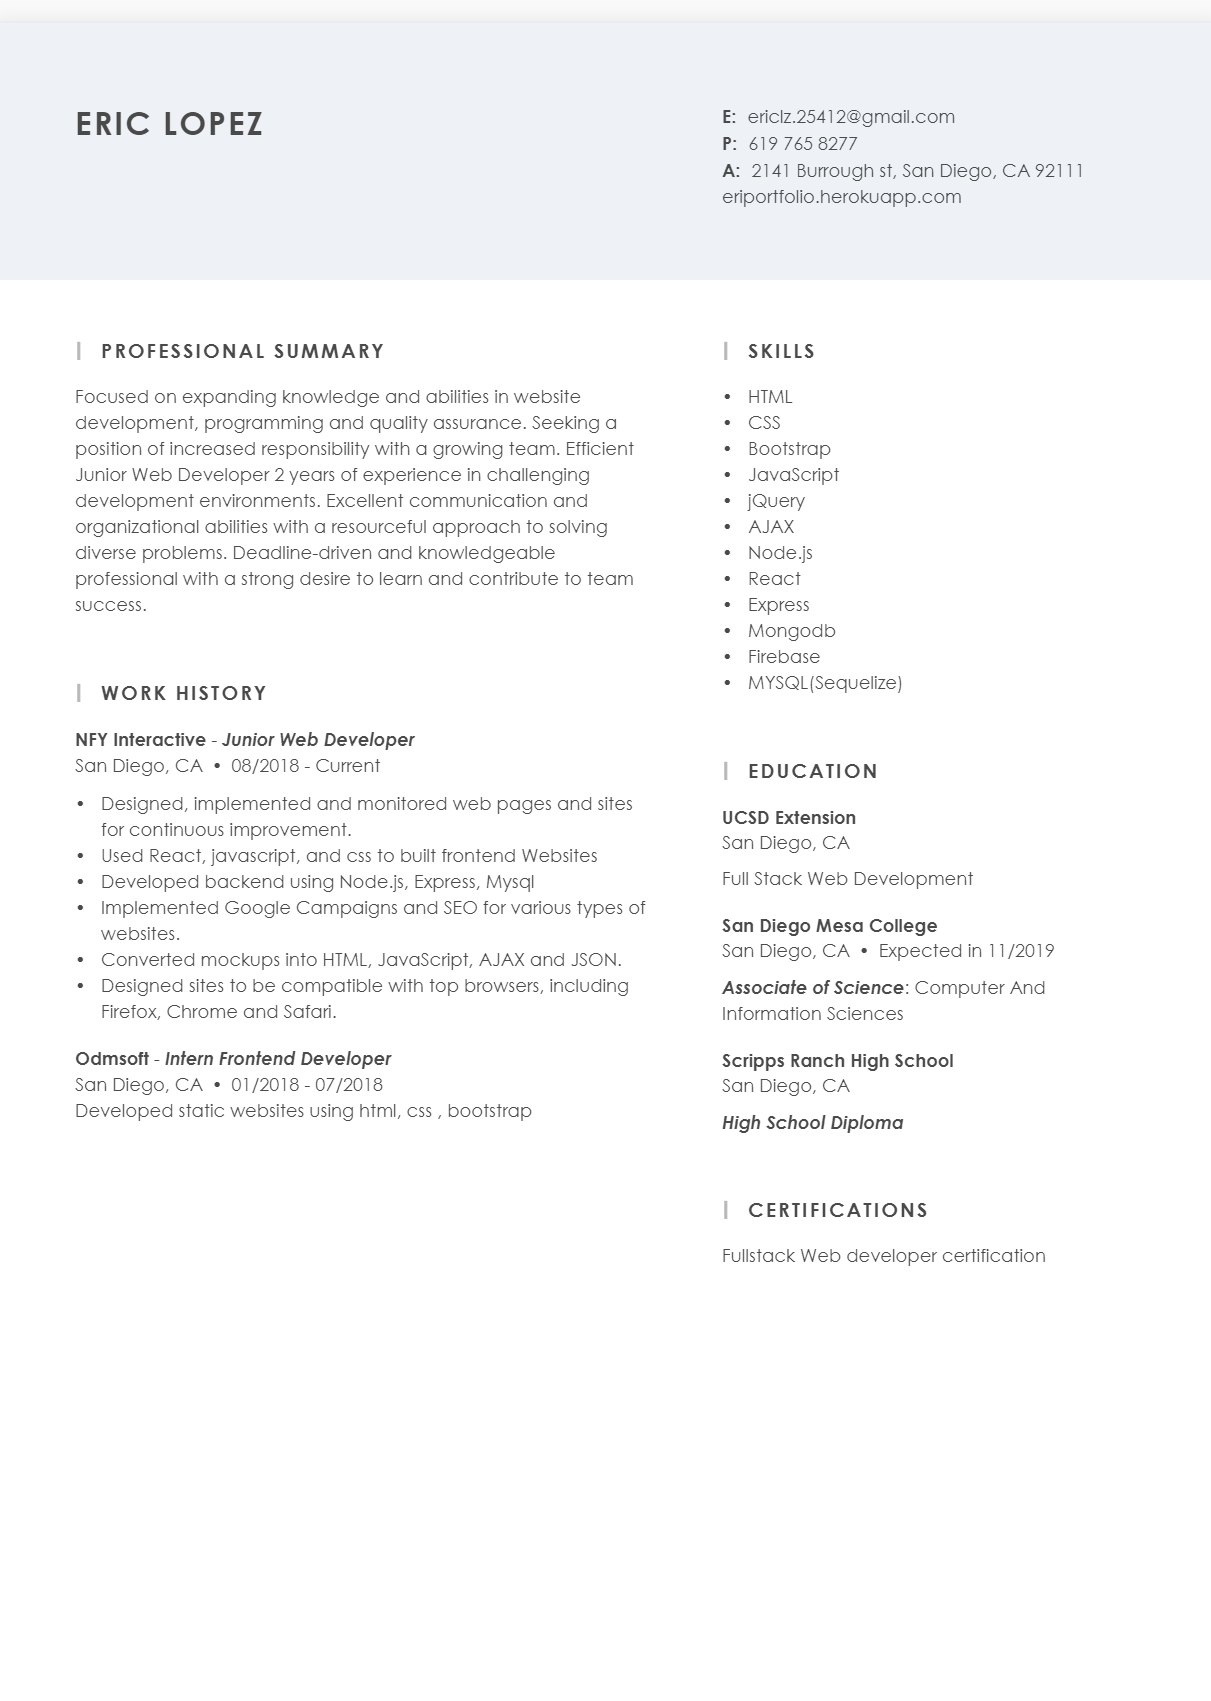 ERIC LOPEZ
E: ericlz.25412@gmail.com
P: 619 765 8277
A: 2141 Burrough st, San Diego, CA 92111
eriportfolio.herokuapp.com
PROFESSIONAL SUMMARY
Focused on expanding knowledge and abilities in website
development, programming and quality assurance. Seeking a
position of increased responsibility with a growing team. Efficient
Junior Web Developer 2 years of experience in challenging
development environments. Excellent communication and
organizational abilities with a resourceful approach to solving
diverse problems. Deadline-driven and knowledgeable
professional with a strong desire to learn and contribute to team
success.
WORK HISTORY
NFY Interactive - Junior Web Developer
San Diego, CA • 08/2018 - Current
• Designed, implemented and monitored web pages and sites
for continuous improvement.
• Used React, javascript, and css to built frontend Websites
• Developed backend using Node.js, Express, Mysql
• Implemented Google Campaigns and SEO for various types of
websites.
• Converted mockups into HTML, JavaScript, AJAX and JSON.
• Designed sites to be compatible with top browsers, including
Firefox, Chrome and Safari.
Odmsoft - Intern Frontend Developer
San Diego, CA • 01/2018 - 07/2018
Developed static websites using html, css , bootstrap
SKILLS
• HTML
• CSS
• Bootstrap
• JavaScript
• jQuery
• AJAX
• Node.js
• React
• Express
• Mongodb
• Firebase
• MYSQL(Sequelize)
EDUCATION
UCSD Extension
San Diego, CA
Full Stack Web Development
San Diego Mesa College
San Diego, CA • Expected in 11/2019
Associate of Science: Computer And
Information Sciences
Scripps Ranch High School
San Diego, CA
High School Diploma
CERTIFICATIONS
Fullstack Web developer certification